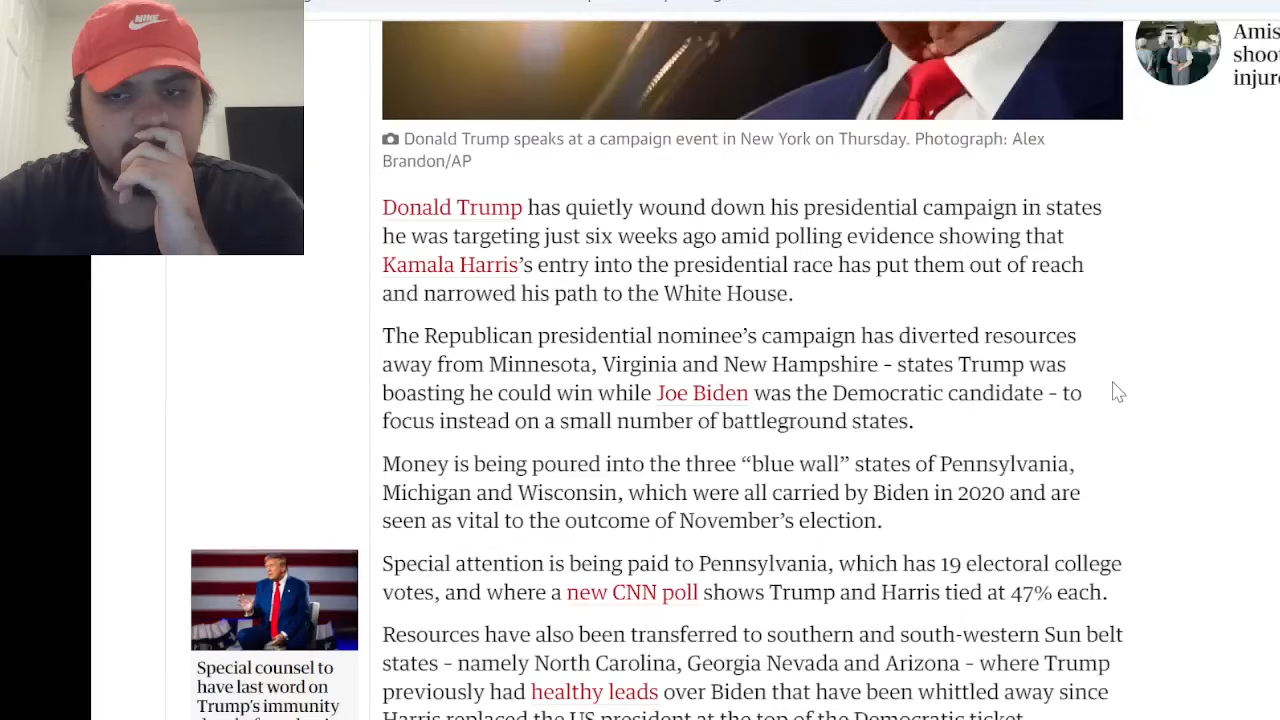 NIKE
Amis
shoo
injur
Donald Trump speaks at a campaign event in New York on Thursday. Photograph: Alex
Brandon/AP
Donald Trump has quietly wound down his presidential campaign in states
he was targeting just six weeks ago amid polling evidence showing that
Kamala Harris’s entry into the presidential race has put them out of reach
and narrowed his path to the White House.
The Republican presidential nominee’s campaign has diverted resources
away from Minnesota, Virginia and New Hampshire – states Trump was
boasting he could win while Joe Biden was the Democratic candidate – to
focus instead on a small number of battleground states.
Money is being poured into the three “blue wall” states of Pennsylvania,
Michigan and Wisconsin, which were all carried by Biden in 2020 and are
seen as vital to the outcome of November’s election.
Special attention is being paid to Pennsylvania, which has 19 electoral college
votes, and where a new CNN poll shows Trump and Harris tied at 47% each.
Resources have also been transferred to southern and south-western Sun belt
states – namely North Carolina, Georgia Nevada and Arizona – where Trump
previously had healthy leads over Biden that have been whittled away since
Harris replaced the US president at the top of the Democratic ticket
Special counsel to
have last word on
Trump’s immunity